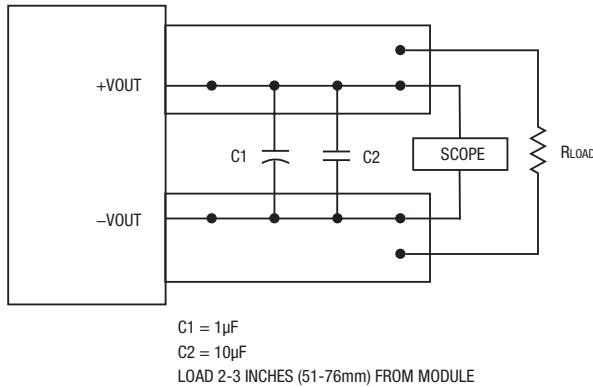 +VOUT
C1
C2
SCOPE
RLOAD
−VOUT
C1 = 1µF
C2 = 10µF
LOAD 2-3 INCHES (51-76mm) FROM MODULE